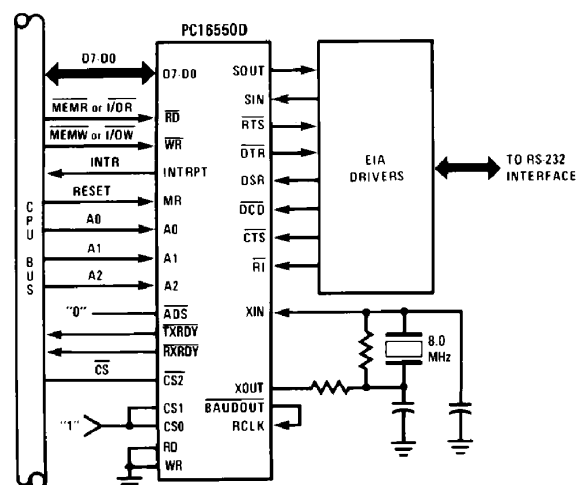 PC16550D
D7-D0
D7-D0
MEMR or I/OR
RD
MEMW or I/OW
WR
INTR
INTRPT
RESET
MR
A0
A0
A1
A1
A2
A2
"0"
ADS
TXRDY
RXRDY
CS
CS2
"1"
CS1
CS0
RD
WR
CPU BUS
SOUT
SIN
RTS
DTR
DSR
DCD
CTS
RI
XIN
XOUT
BAUDOUT
RCLK
EIA
DRIVERS
TO RS-232
INTERFACE
8.0
MHz